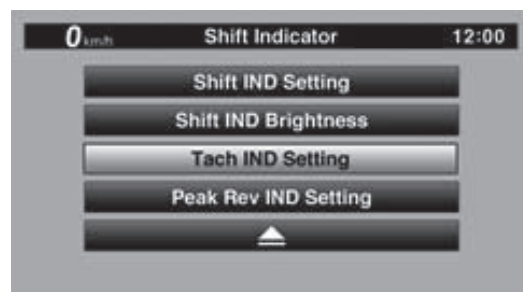 0 km/h Shift Indicator 12:00
Shift IND Setting
Shift IND Brightness
Tach IND Setting
Peak Rev IND Setting